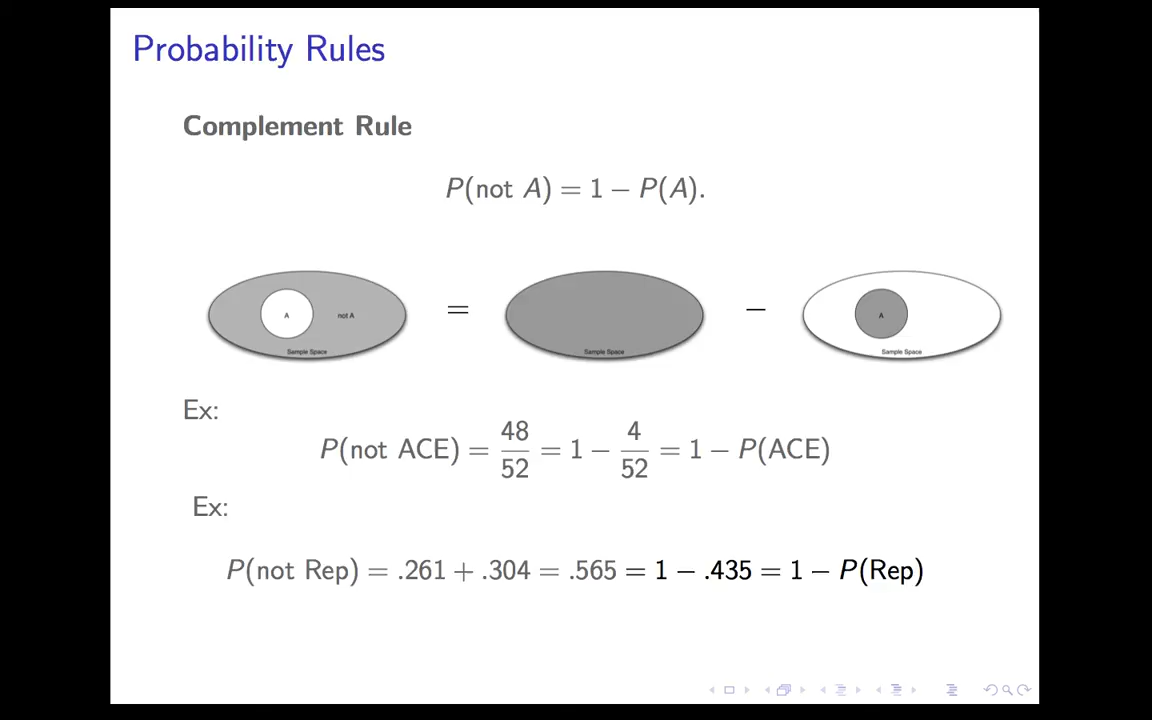 Probability Rules
Complement Rule
P(not A) = 1 − P(A).
A not A = − A
Sample Space Sample Space Sample Space
Ex:
P(not ACE) = 48/52 = 1 − 4/52 = 1 − P(ACE)
Ex:
P(not Rep) = .261 + .304 = .565 = 1 − .435 = 1 − P(Rep)